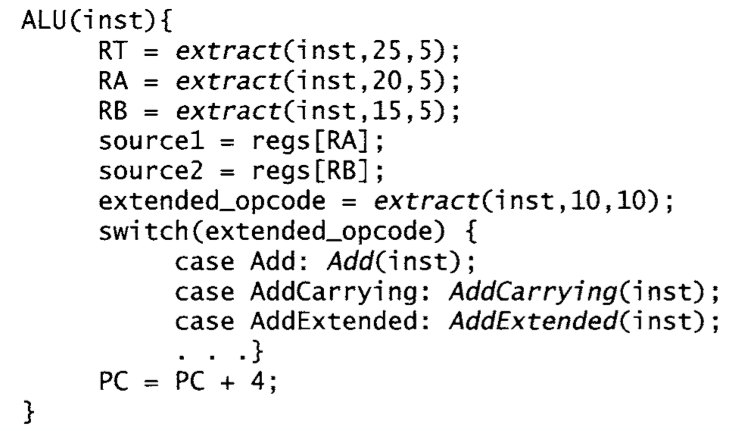 ALU(inst){
RT = extract(inst,25,5);
RA = extract(inst,20,5);
RB = extract(inst,15,5);
source1 = regs[RA];
source2 = regs[RB];
extended_opcode = extract(inst,10,10);
switch(extended_opcode) {
case Add: Add(inst);
case AddCarrying: AddCarrying(inst);
case AddExtended: AddExtended(inst);
. . .}
PC = PC + 4;
}